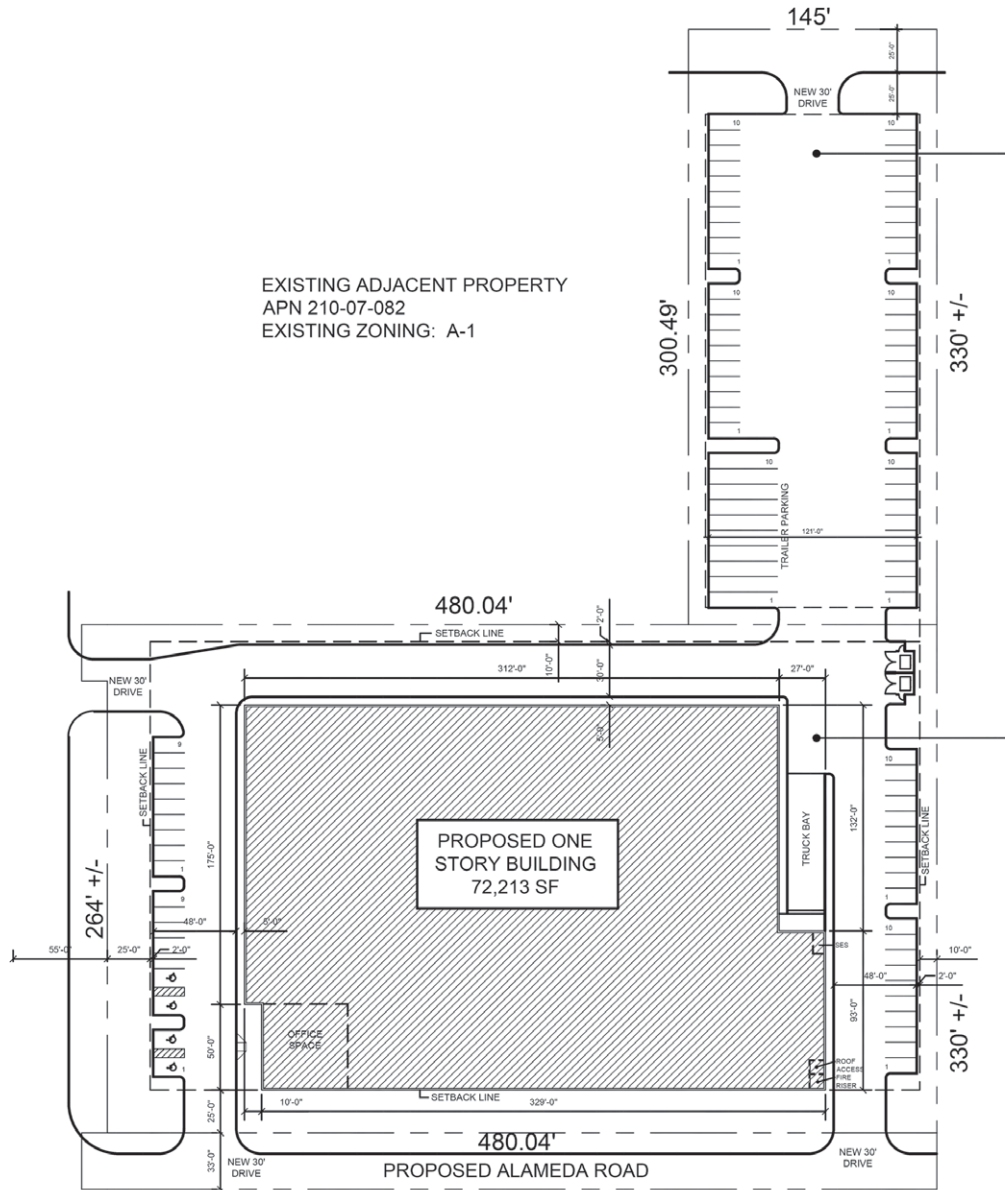 145'
25'-0"
25'-0"
NEW 30'
DRIVE
10
10
1
1
10
10
EXISTING ADJACENT PROPERTY
APN 210-07-082
EXISTING ZONING: A-1
300.49'
330' +/-
1
1
10
10
TRAILER PARKING
121'-0"
1
1
480.04'
2'-0"
SETBACK LINE
10'-0"
30'-0"
312'-0"
27'-0"
NEW 30'
DRIVE
5'-0"
9
SETBACK LINE
10
175'-0"
132'-0"
TRUCK BAY
SETBACK LINE
PROPOSED ONE
STORY BUILDING
72,213 SF
264' +/-
1
9
1
10
48'-0"
5'-0"
55'-0"
25'-0"
2'-0"
SES
10'-0"
48'-0"
2'-0"
93'-0"
330' +/-
OFFICE
SPACE
50'-0"
ROOF
ACCESS
FIRE
RISER
1
1
SETBACK LINE
10'-0"
329'-0"
25'-0"
480.04'
33'-0"
NEW 30'
DRIVE
PROPOSED ALAMEDA ROAD
NEW 30'
DRIVE